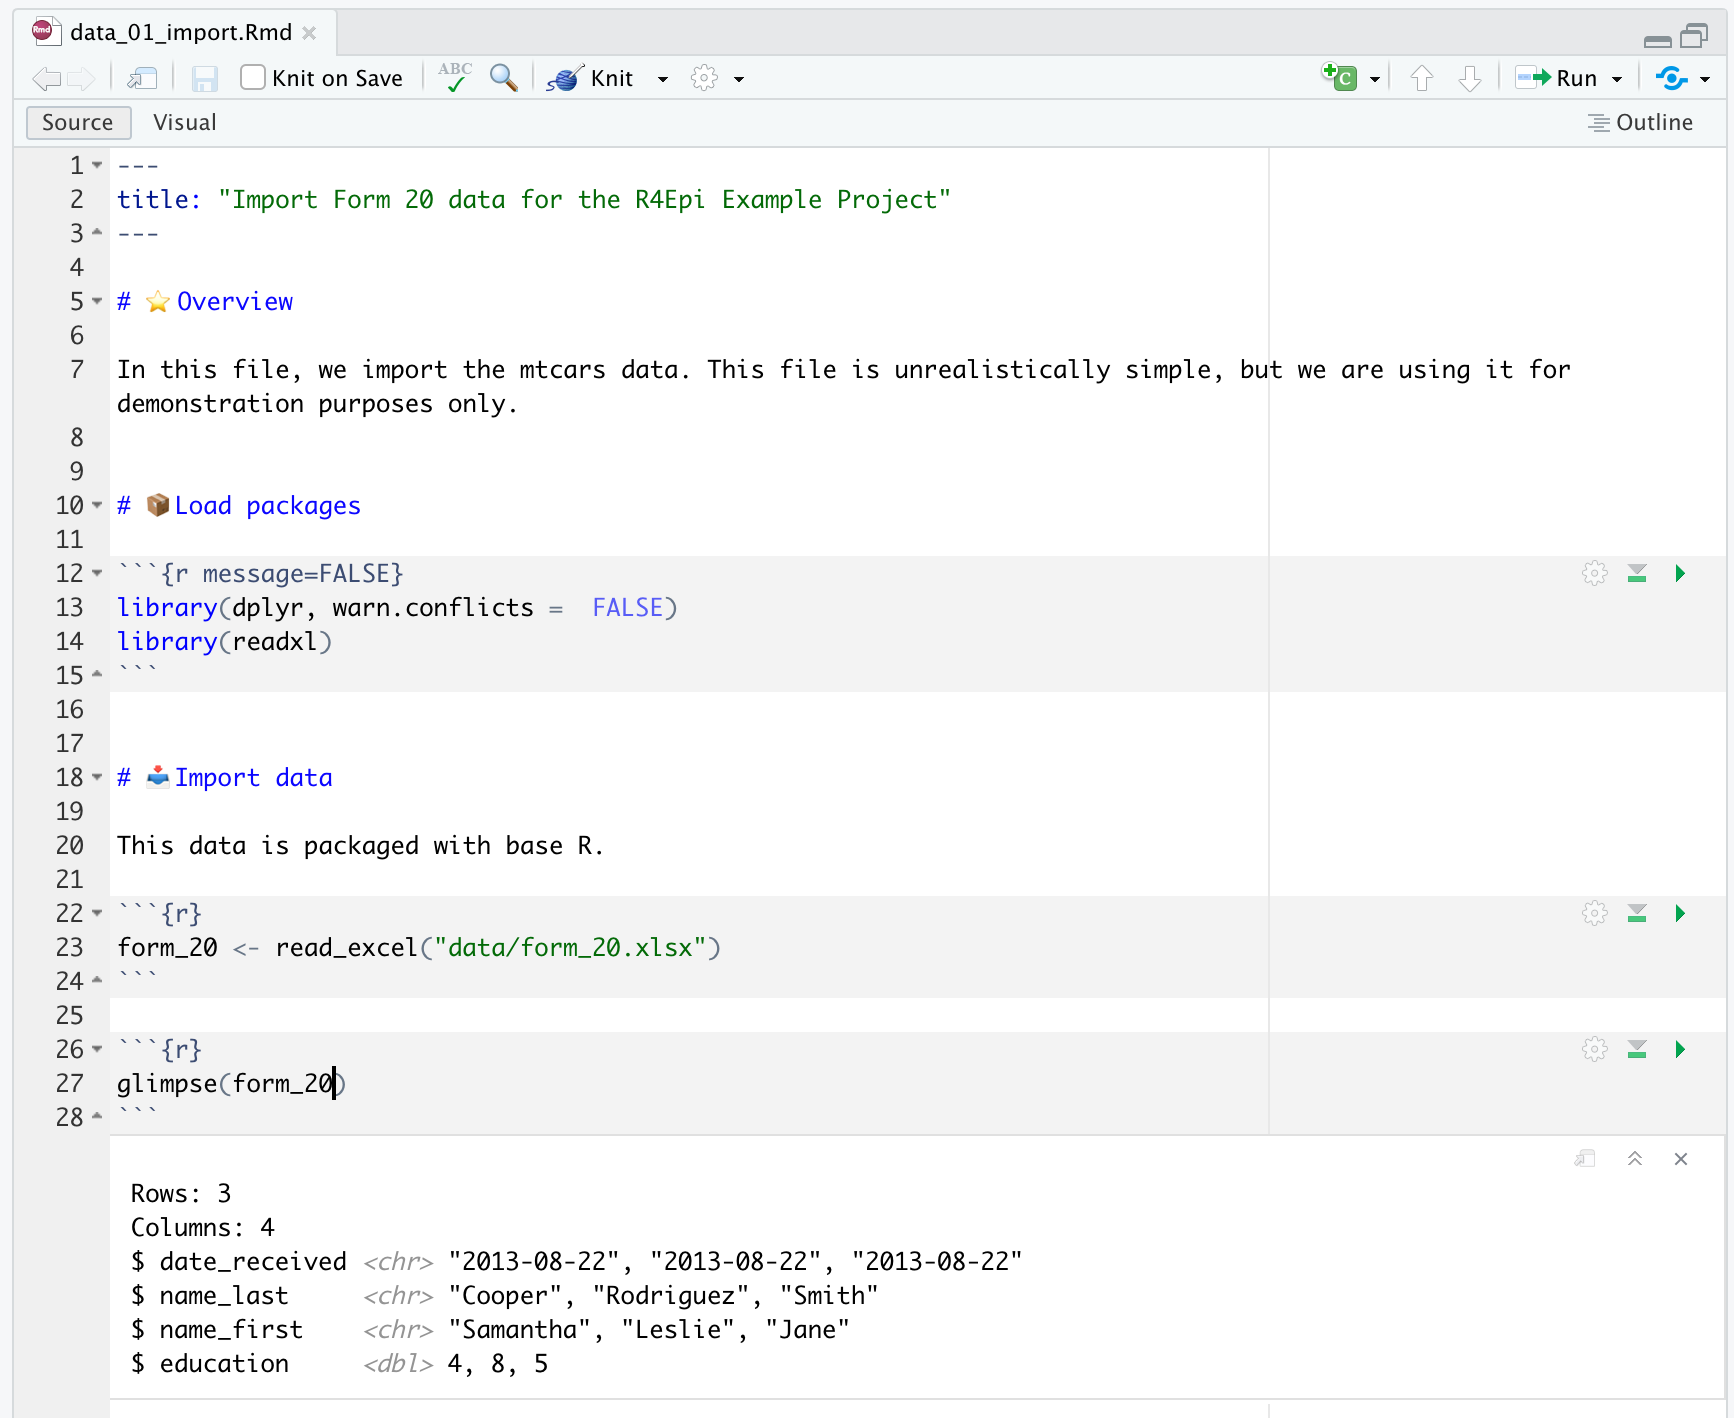 data_01_import.Rmd
Knit on Save ABC Knit Run
Source Visual Outline
1 ---
2 title: "Import Form 20 data for the R4Epi Example Project"
3 ---
4
5 # ⭐ Overview
6
7 In this file, we import the mtcars data. This file is unrealistically simple, but we are using it for
demonstration purposes only.
8
9
10 # 📦Load packages
11
12 ```{r message=FALSE}
13 library(dplyr, warn.conflicts =  FALSE)
14 library(readxl)
15 ```
16
17
18 # 📥Import data
19
20 This data is packaged with base R.
21
22 ```{r}
23 form_20 <- read_excel("data/form_20.xlsx")
24 ```
25
26 ```{r}
27 glimpse(form_20)
28 ```
Rows: 3
Columns: 4
$ date_received <chr> "2013-08-22", "2013-08-22", "2013-08-22"
$ name_last     <chr> "Cooper", "Rodriguez", "Smith"
$ name_first    <chr> "Samantha", "Leslie", "Jane"
$ education     <dbl> 4, 8, 5